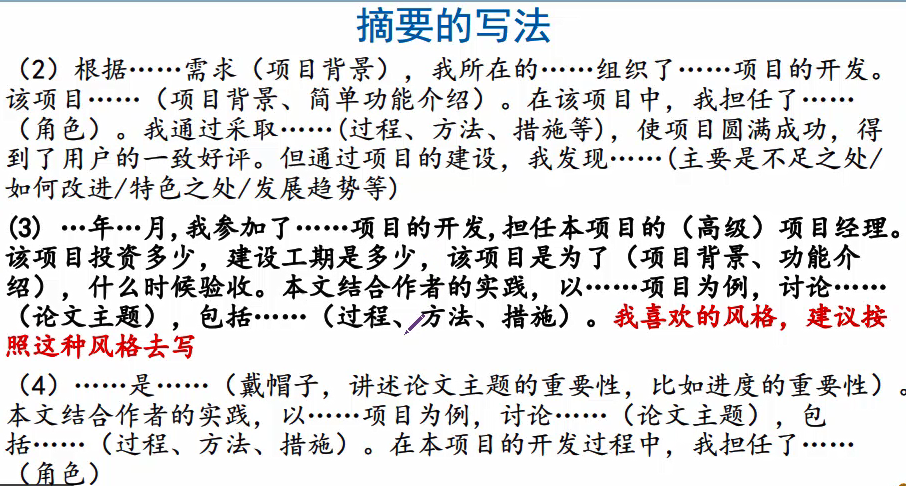 摘要的写法
（2）根据……需求（项目背景），我所在的……组织了……项目的开发。
该项目……（项目背景、简单功能介绍）。在该项目中，我担任了……
（角色）。我通过采取……(过程、方法、措施等)，使项目圆满成功，得
到了用户的一致好评。但通过项目的建设，我发现……(主要是不足之处/
如何改进/特色之处/发展趋势等)
(3) …年…月,我参加了……项目的开发,担任本项目的（高级）项目经理。
该项目投资多少，建设工期是多少，该项目是为了（项目背景、功能介
绍），什么时候验收。本文结合作者的实践，以……项目为例，讨论……
（论文主题），包括……（过程、方法、措施）。我喜欢的风格，建议按
照这种风格去写
（4）……是……（戴帽子，讲述论文主题的重要性，比如进度的重要性）。
本文结合作者的实践，以……项目为例，讨论……（论文主题），包
括……（过程、方法、措施）。在本项目的开发过程中，我担任了……
（角色）